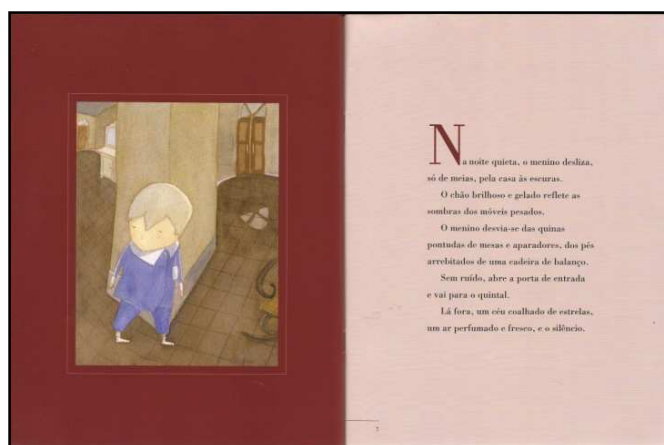 Na noite quieta, o menino desliza,
só de meias, pela casa às escuras.
O chão brilhoso e gelado reflete as
sombras dos móveis pesados.
O menino desvia-se das quinas
pontudas de mesas e aparadores, dos pés
arrebitados de uma cadeira de balanço.
Sem ruído, abre a porta de entrada
e vai para o quintal.
Lá fora, um céu coalhado de estrelas,
um ar perfumado e fresco, e o silêncio.